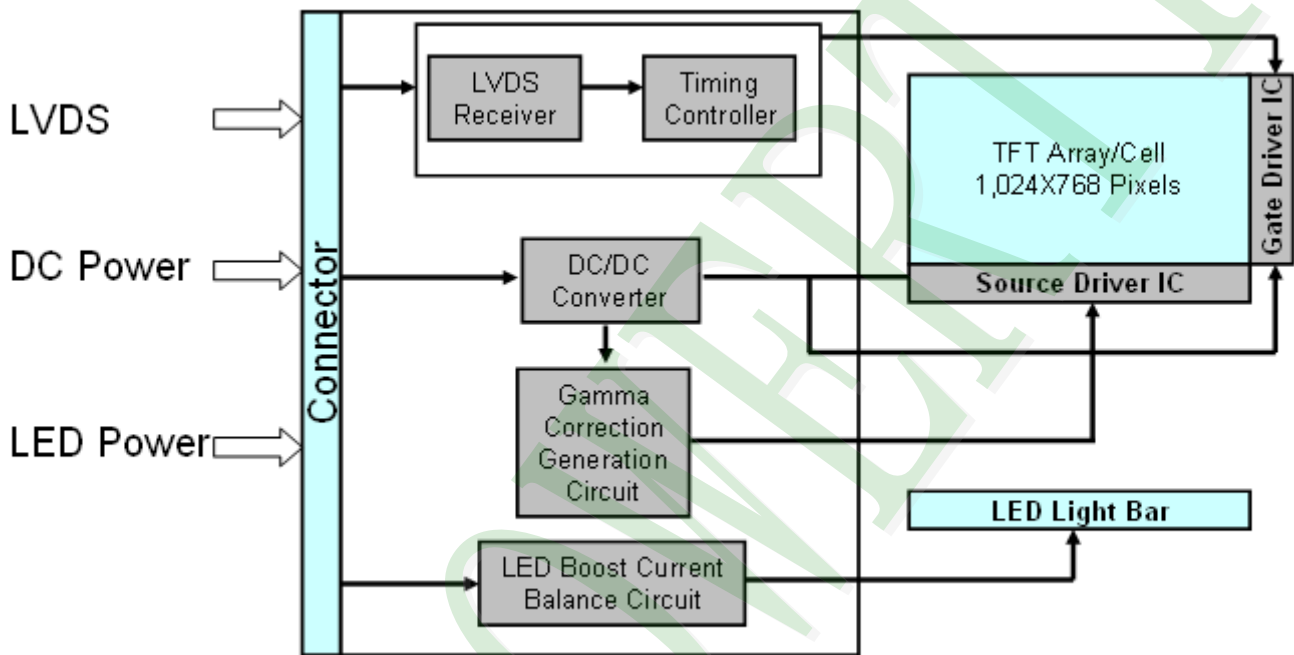 LVDS
DC Power
LED Power
Connector
LVDS
Receiver
Timing
Controller
DC/DC
Converter
Gamma
Correction
Generation
Circuit
LED Boost Current
Balance Circuit
TFT Array/Cell
1,024X768 Pixels
Gate Driver IC
Source Driver IC
LED Light Bar